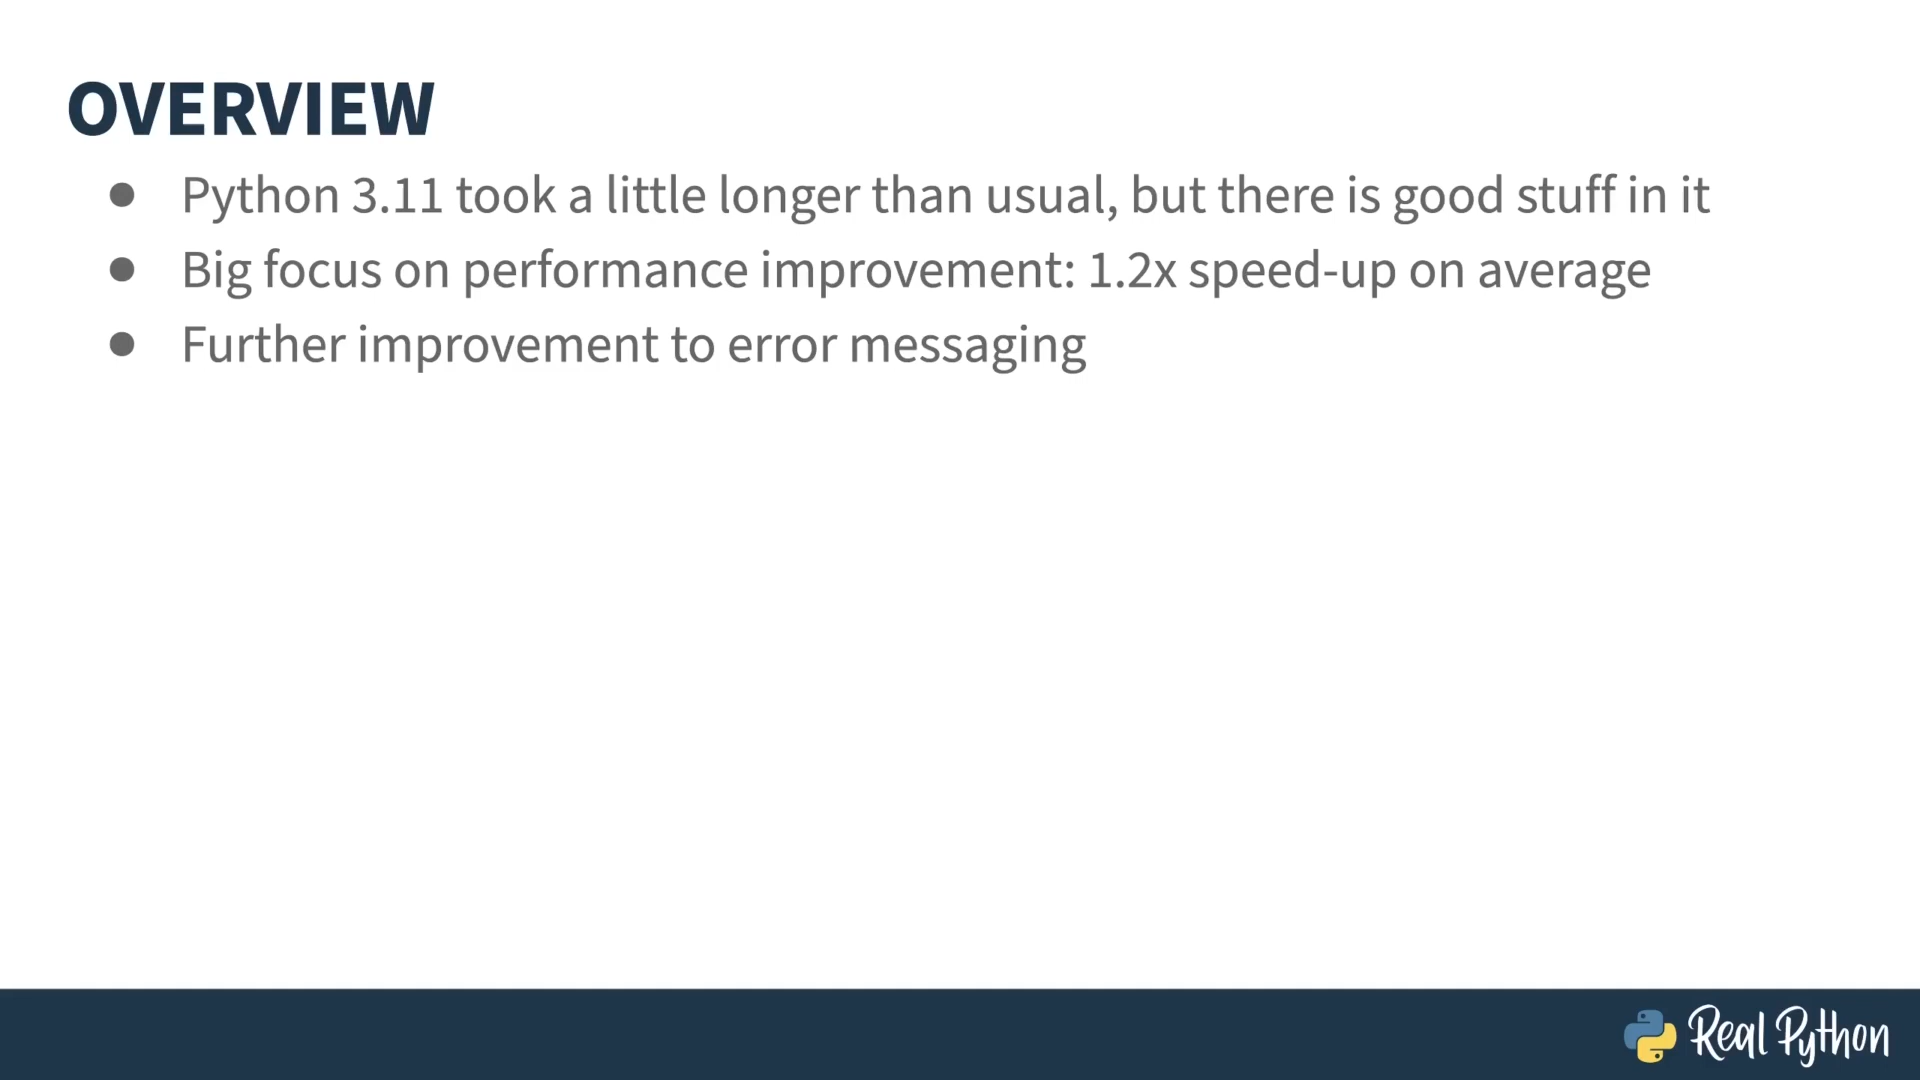 OVERVIEW
● Python 3.11 took a little longer than usual, but there is good stuff in it
● Big focus on performance improvement: 1.2x speed-up on average
● Further improvement to error messaging
Real Python